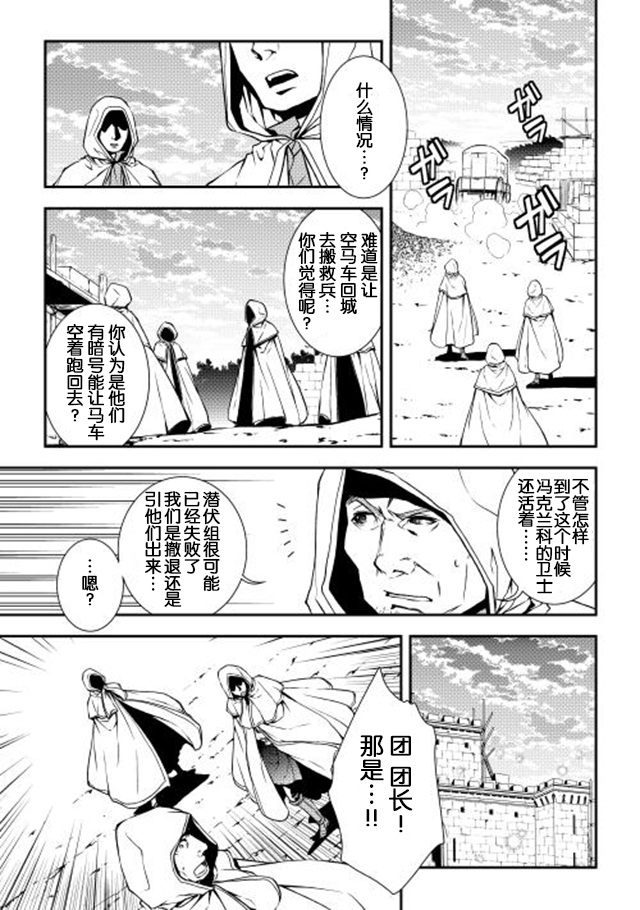 ガラ
ガラ
什么情况…?
难道是让
空马车回城
去搬救兵…
你们觉得呢?
你认为是他们
有暗号能让马车
空着跑回去?
不管怎样
到了这个时候
冯克兰科的卫士
还活着……
潜伏组很可能
已经失败了
我们是撤退还是
引他们出来…
…嗯?
团 团长!
那是…!!